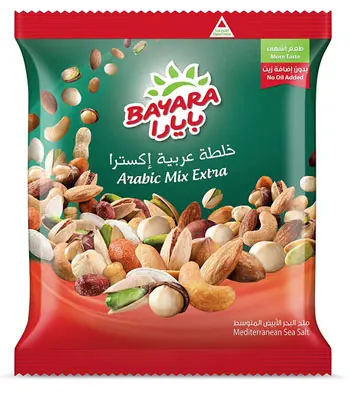 طعم أشهى
More Taste
بدون إضافة زيت
No Oil Added
BAYARA
بايارا
خلطة عربية إكسترا
Arabic Mix Extra
ملح البحر الأبيض المتوسط
Mediterranean Sea Salt